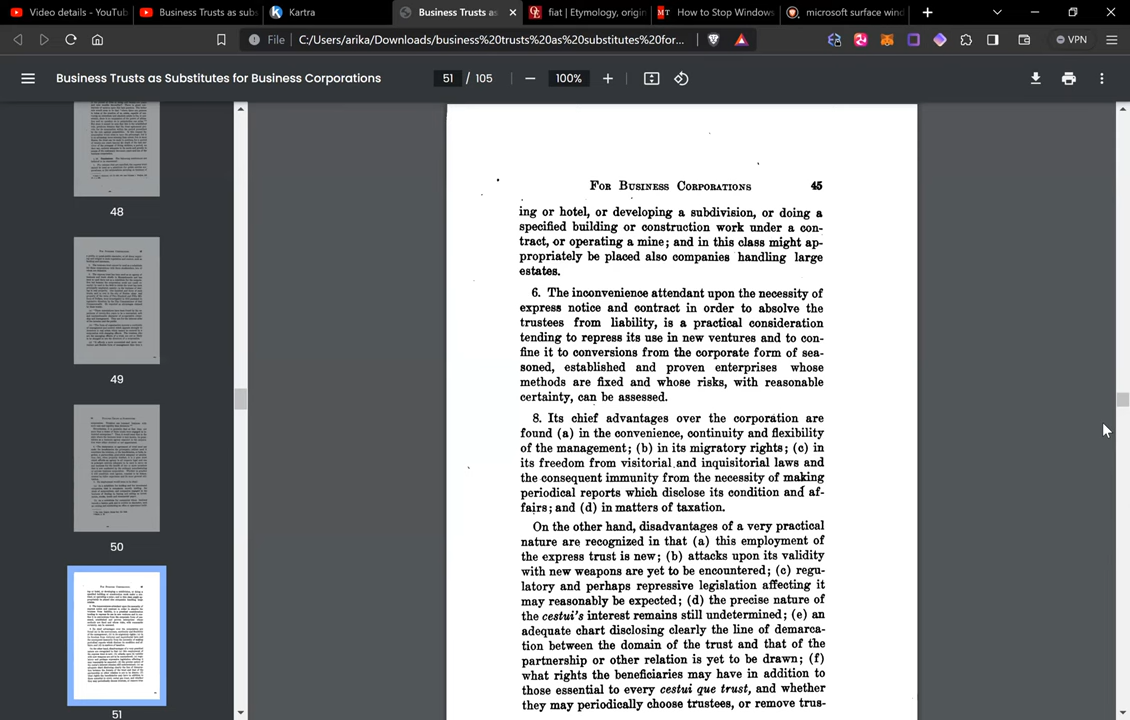 Video details - YouTub
Business Trusts as subs
Kartra
Business Trusts as
fiat | Etymology, origin
How to Stop Windows
microsoft surface wind
File
C:/Users/arika/Downloads/business%20trusts%20as%20substitutes%20for...
VPN
Business Trusts as Substitutes for Business Corporations
51 / 105
100%
48
49
50
51
FOR BUSINESS CORPORATIONS 45
ing or hotel, or developing a subdivision, or doing a
specified building or construction work under a con-
tract, or operating a mine; and in this class might ap-
propriately be placed also companies handling large
estates.
6. The inconvenience attendant upon the necessity of
express notice and contract in order to absolve the
trustees from liability, is a practical consideration
tending to repress its use in new ventures and to con-
fine it to conversions from the corporate form of sea-
soned, established and proven enterprises whose
methods are fixed and whose risks, with reasonable
certainty, can be assessed.
8. Its chief advantages over the corporation are
found (a) in the convenience, continuity and flexibility
of the management; (b) in its migratory rights; (c) in
its freedom from visitorial and inquisitorial laws and
the consequent immunity from the necessity of making
periodical reports which disclose its condition and af-
fairs; and (d) in matters of taxation.
On the other hand, disadvantages of a very practical
nature are recognized in that (a) this employment of
the express trust is new; (b) attacks upon its validity
with new weapons are yet to be encountered; (c) regu-
latory and perhaps repressive legislation affecting it
may reasonably be expected; (d) the precise nature of
the cestui's interest remains still undetermined; (e) an
adequate chart disclosing clearly the line of demarca-
tion between the domain of the trust and that of the
partnership or other relation is yet to be drawn; (f)
what rights the beneficiaries may have in addition to
those essential to every cestui que trust, and whether
they may periodically choose trustees, or remove trus-